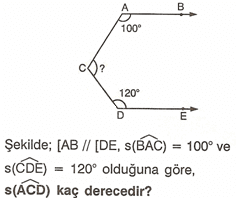 A B
100°
C ?
120°
D E
Şekilde; [AB // [DE, s(BAC) = 100° ve
s(CDE) = 120° olduğuna göre,
s(ACD) kaç derecedir?